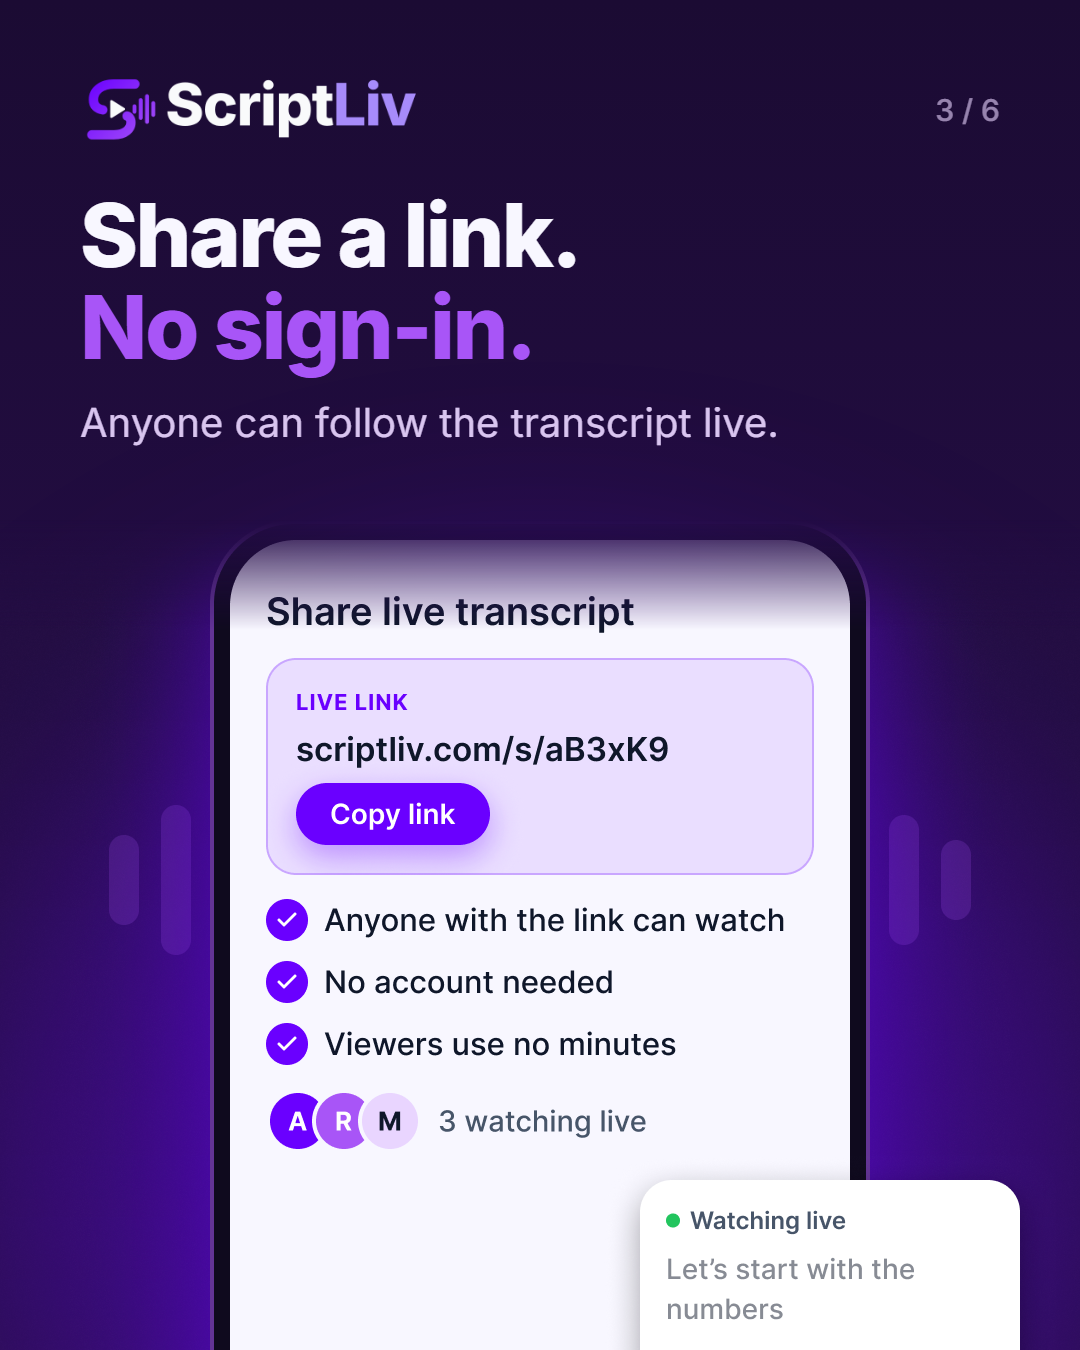 ScriptLiv
3 / 6
Share a link.
No sign-in.
Anyone can follow the transcript live.
Share live transcript
LIVE LINK
scriptliv.com/s/aB3xK9
Copy link
Anyone with the link can watch
No account needed
Viewers use no minutes
A R M 3 watching live
Watching live
Let’s start with the
numbers